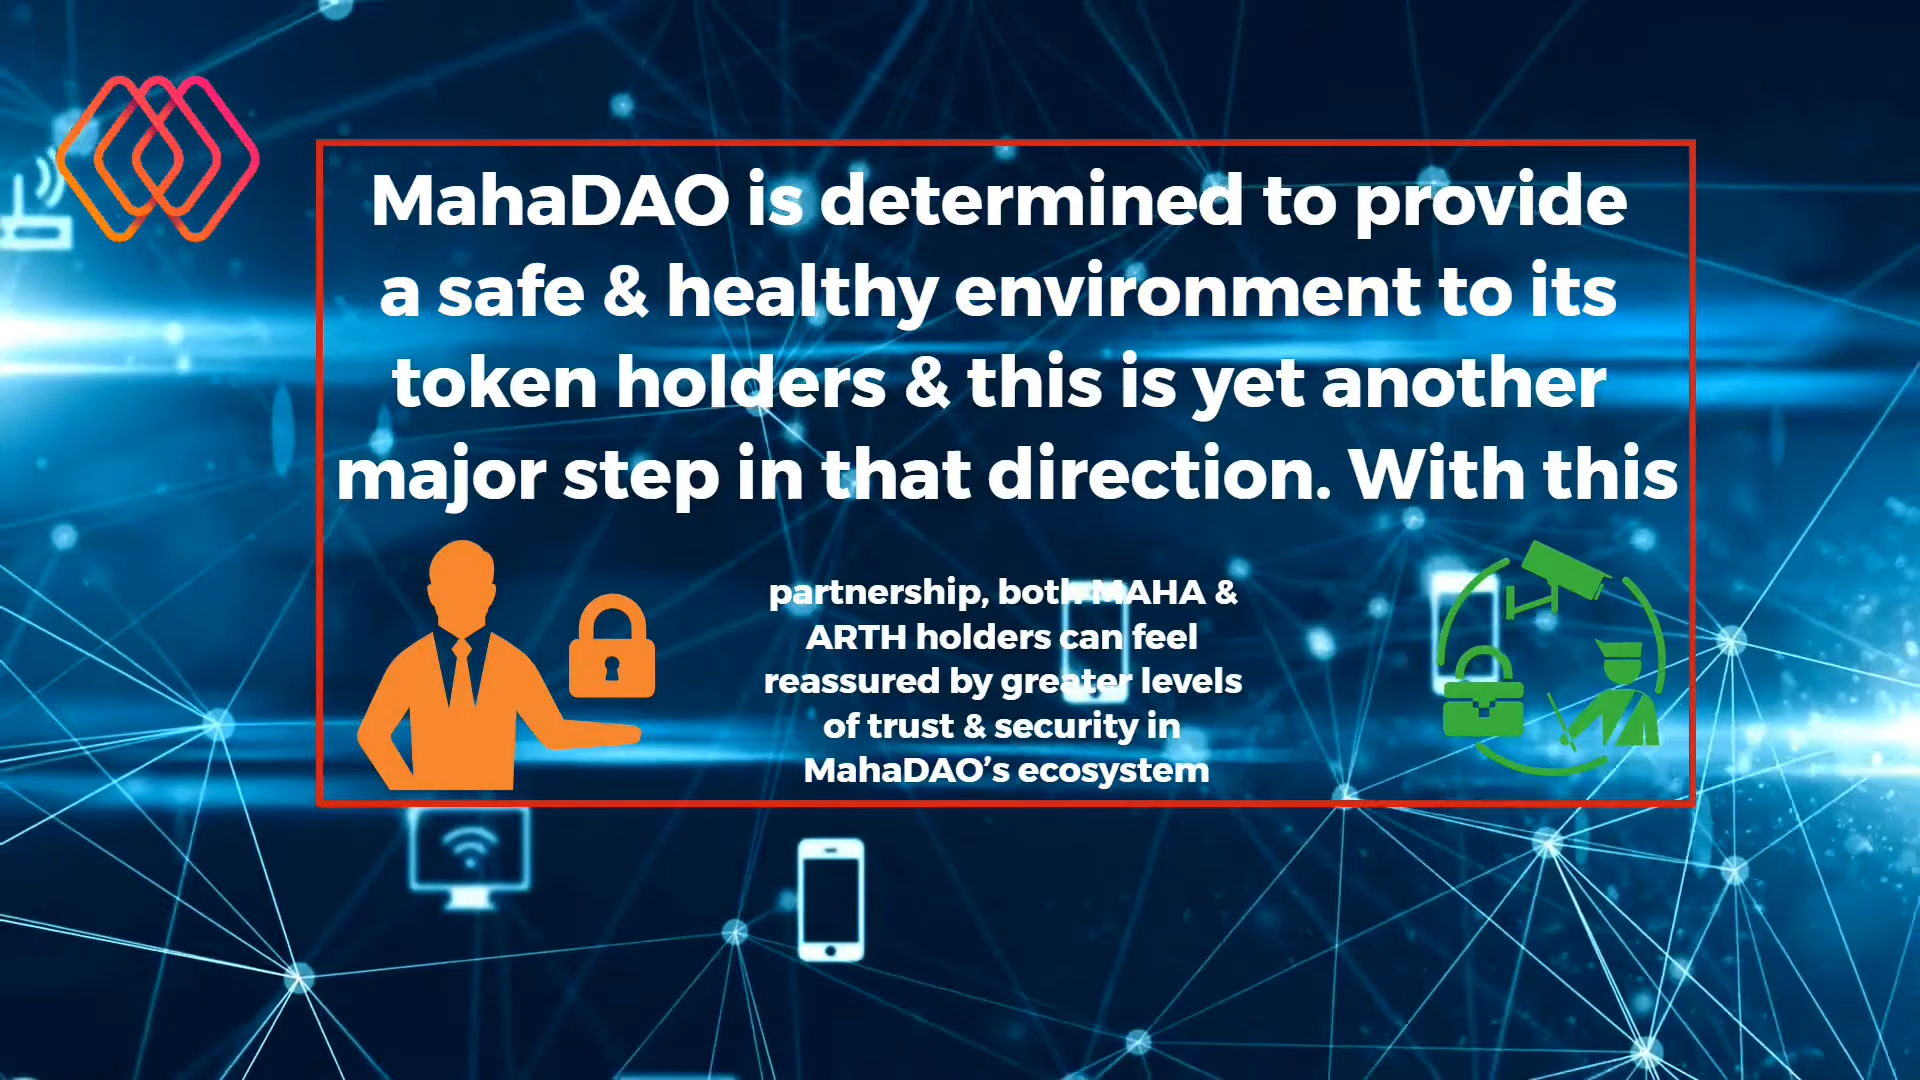 MahaDAO is determined to provide
a safe & healthy environment to its
token holders & this is yet another
major step in that direction. With this
partnership, both MAHA &
ARTH holders can feel
reassured by greater levels
of trust & security in
MahaDAO’s ecosystem